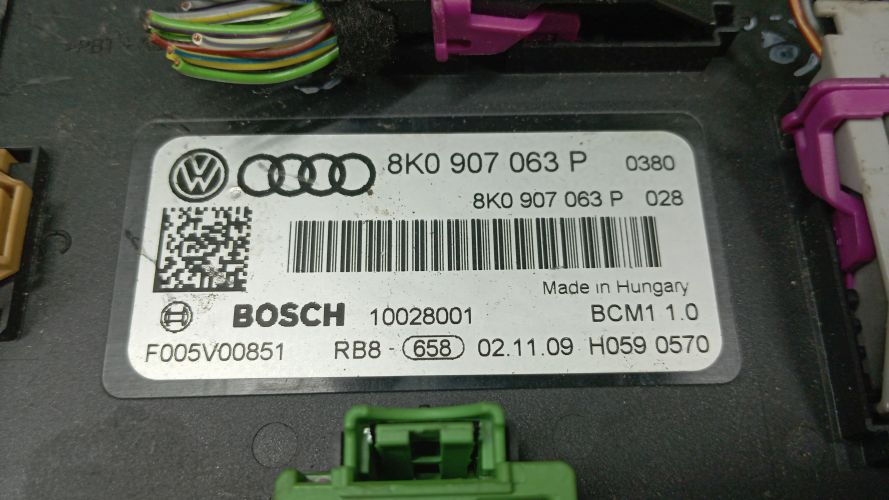 8K0 907 063 P 0380
8K0 907 063 P 028
Made in Hungary
BOSCH 10028001 BCM1 1.0
F005V00851 RB8 - 658 02.11.09 H059 0570